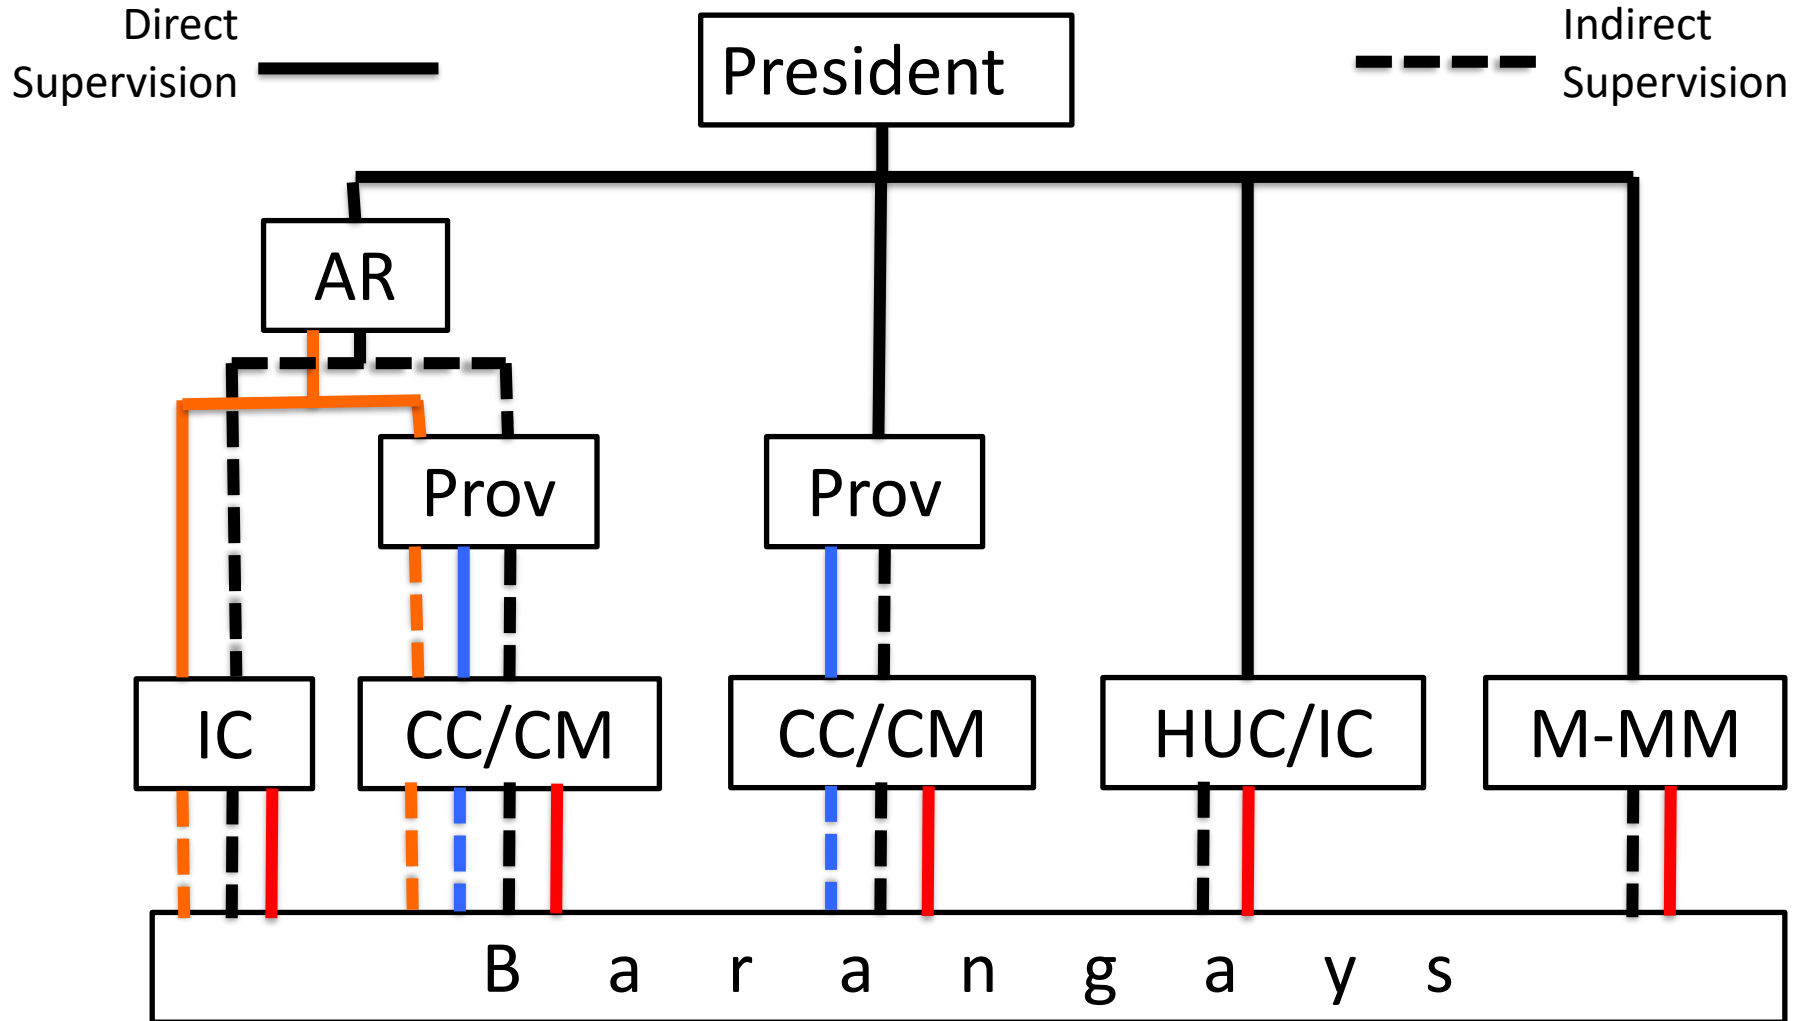 Direct
Supervision
President
Indirect
Supervision
AR
Prov
Prov
IC
CC/CM
CC/CM
HUC/IC
M-MM
B a r a n g a y s